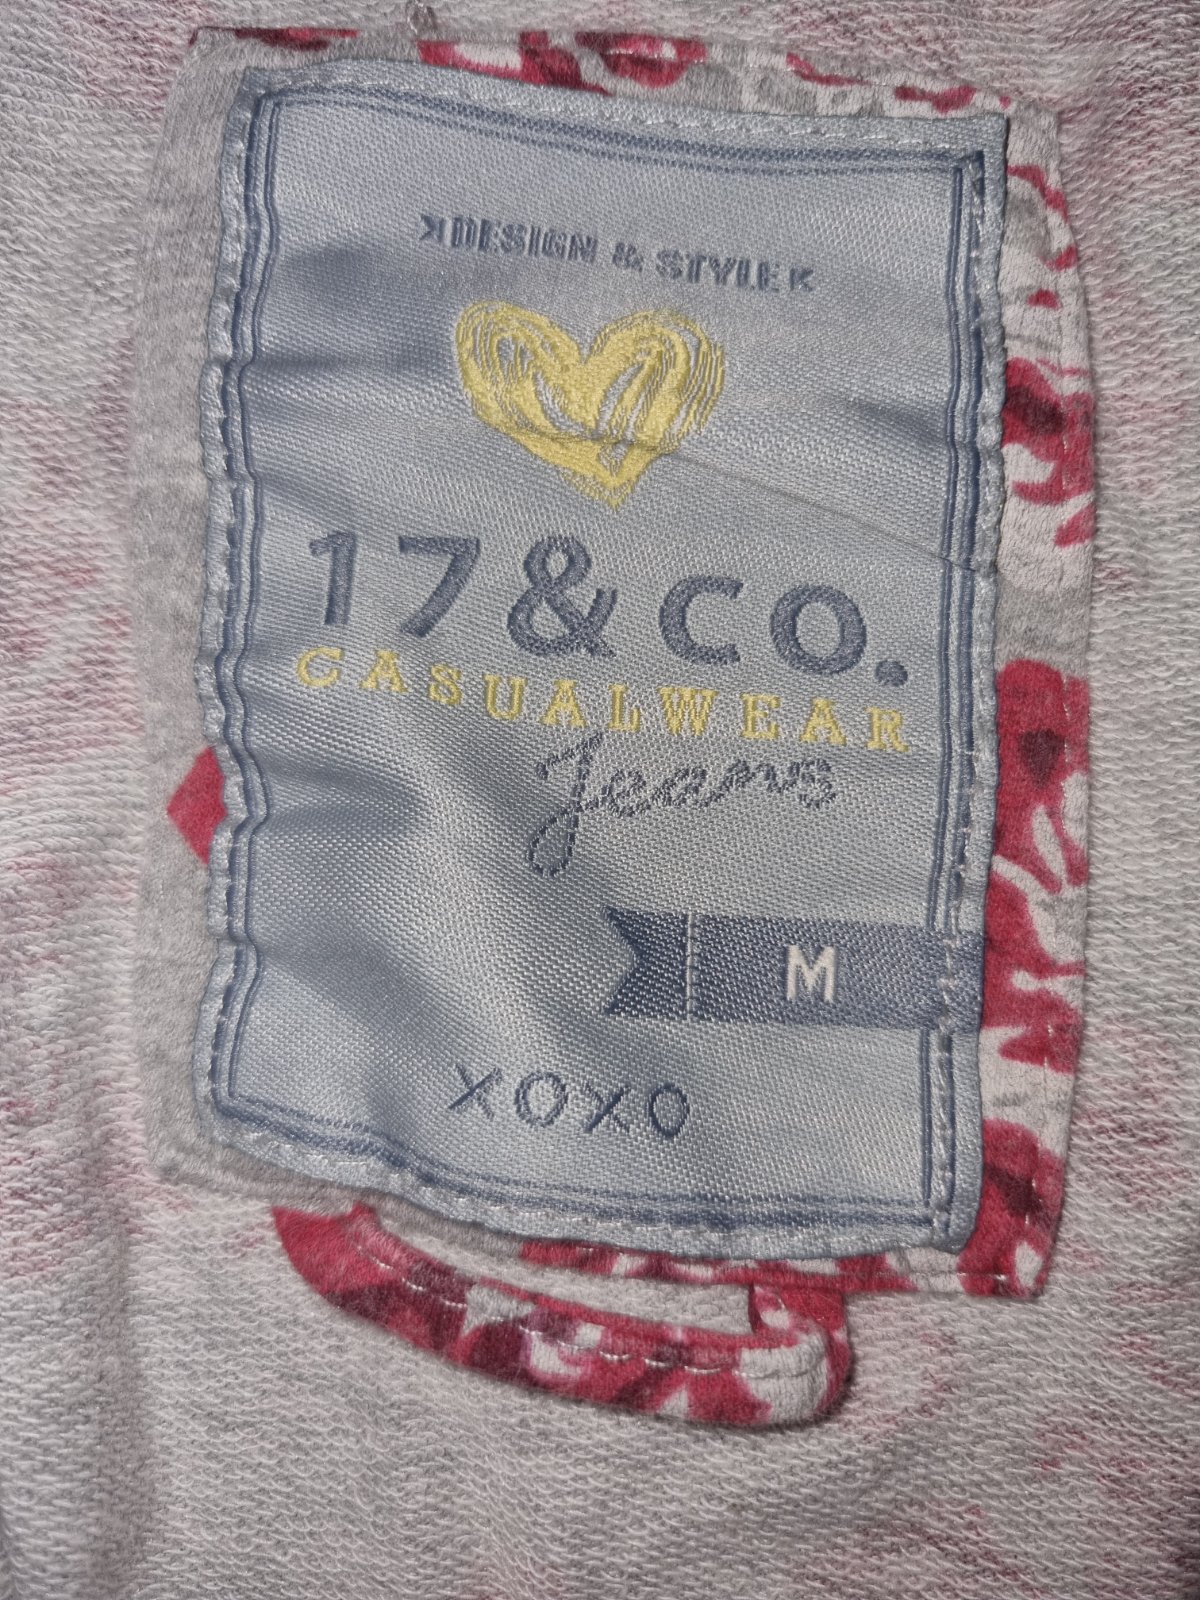 DESIGN & STYLE
17&CO.
CASUALWEAR
Jeans
M
XOXO